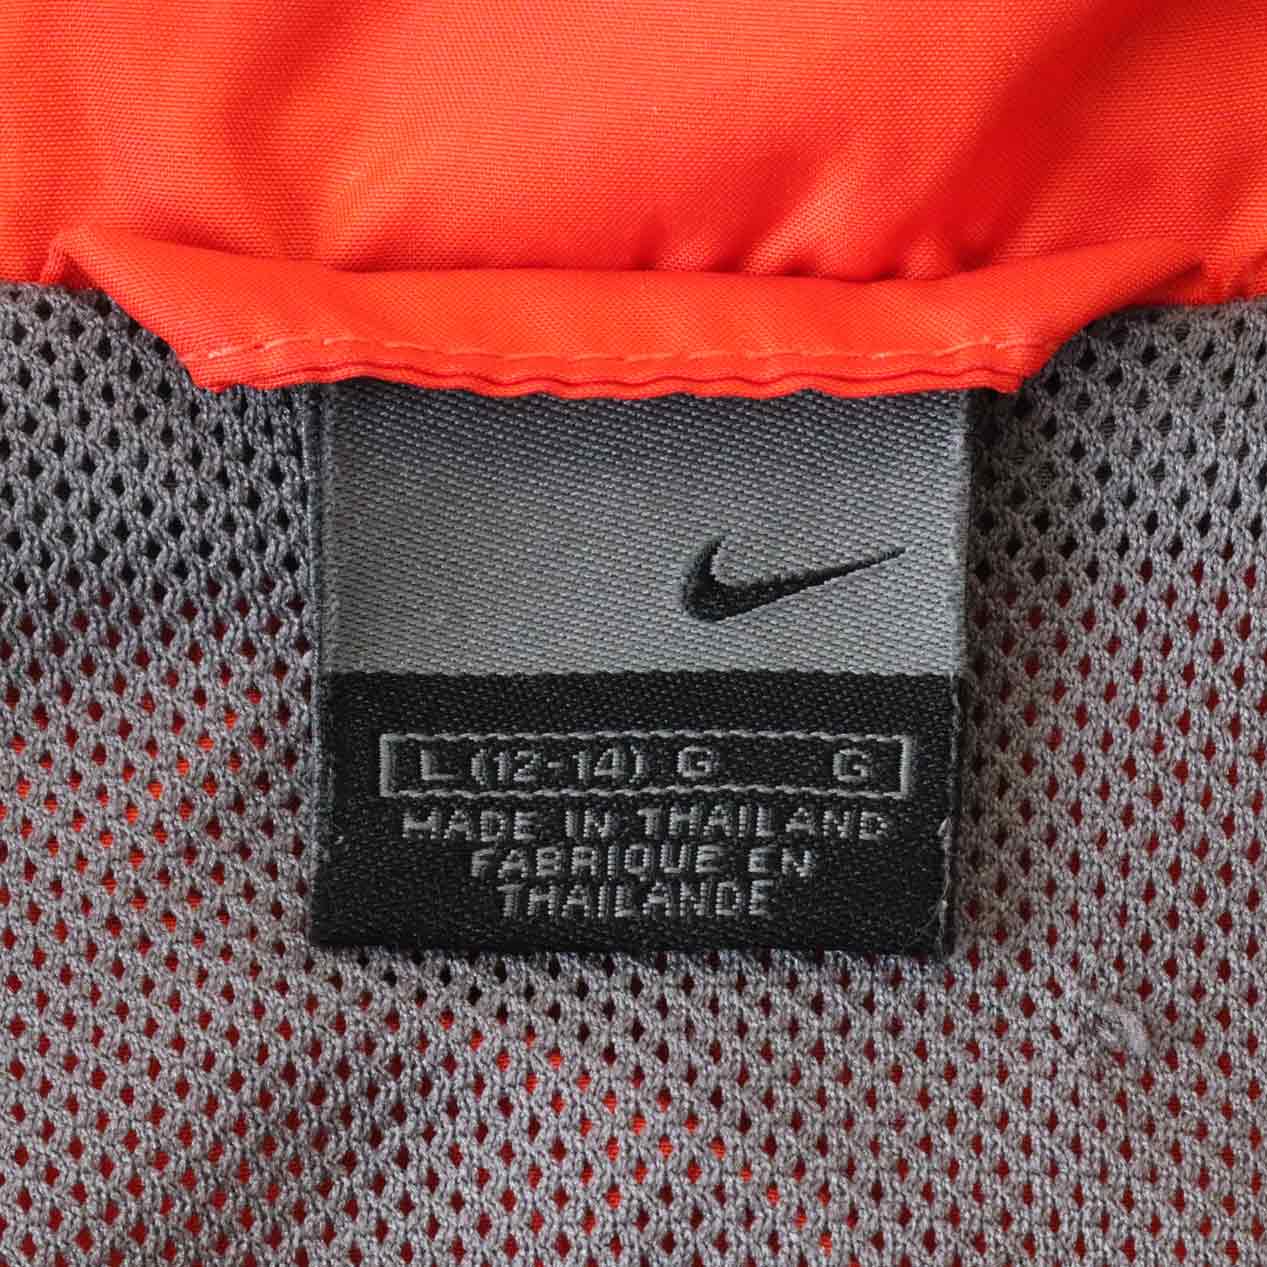 L (12-14) G G
MADE IN THAILAND
FABRIQUE EN
THAILANDE